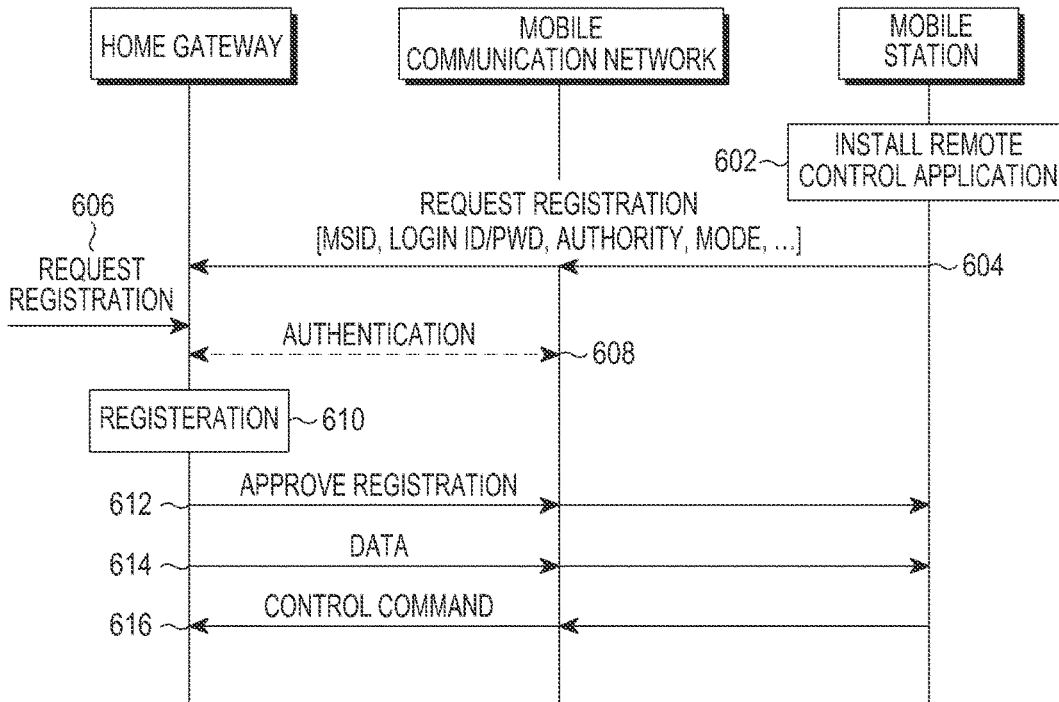 HOME GATEWAY
MOBILE
COMMUNICATION NETWORK
MOBILE
STATION
602
INSTALL REMOTE
CONTROL APPLICATION
606
REQUEST REGISTRATION
[MSID, LOGIN ID/PWD, AUTHORITY, MODE, ...]
604
REQUEST
REGISTRATION
AUTHENTICATION
608
REGISTERATION
610
612
APPROVE REGISTRATION
614
DATA
616
CONTROL COMMAND